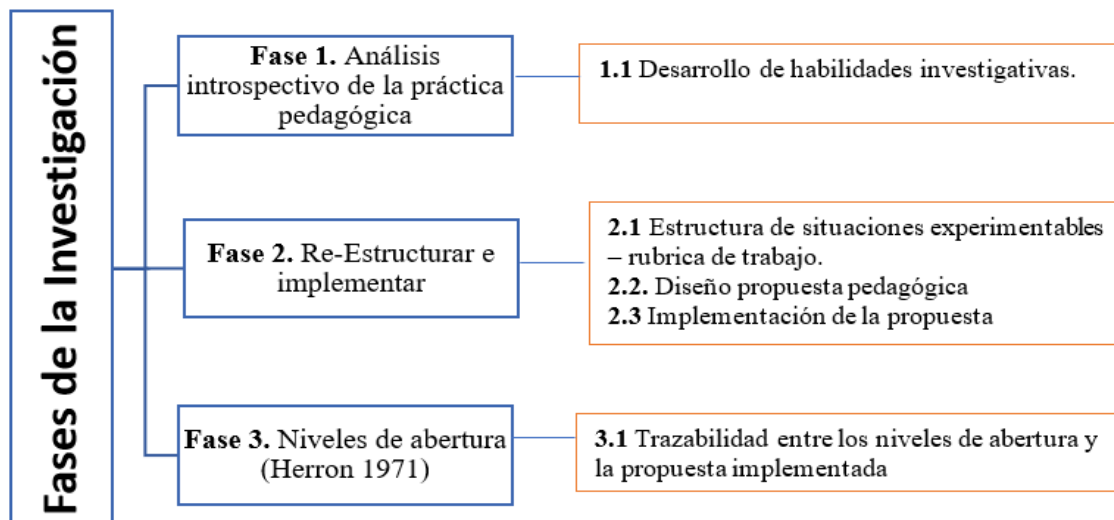 Fases de la Investigación
Fase 1. Análisis
introspectivo de la práctica
pedagógica
1.1 Desarrollo de habilidades investigativas.
Fase 2. Re-Estructurar e
implementar
2.1 Estructura de situaciones experimentables
– rubrica de trabajo.
2.2. Diseño propuesta pedagógica
2.3 Implementación de la propuesta
Fase 3. Niveles de abertura
(Herron 1971)
3.1 Trazabilidad entre los niveles de abertura y
la propuesta implementada